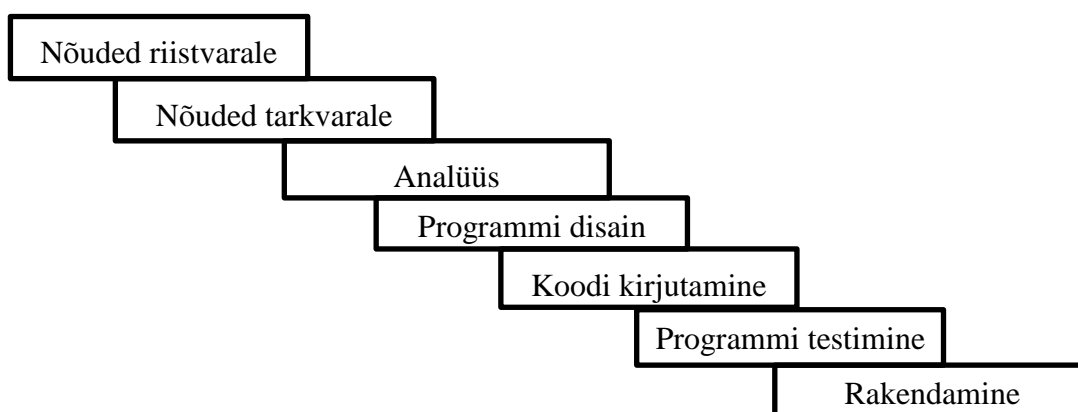 Nõuded riistvarale
Nõuded tarkvarale
Analüüs
Programmi disain
Koodi kirjutamine
Programmi testimine
Rakendamine